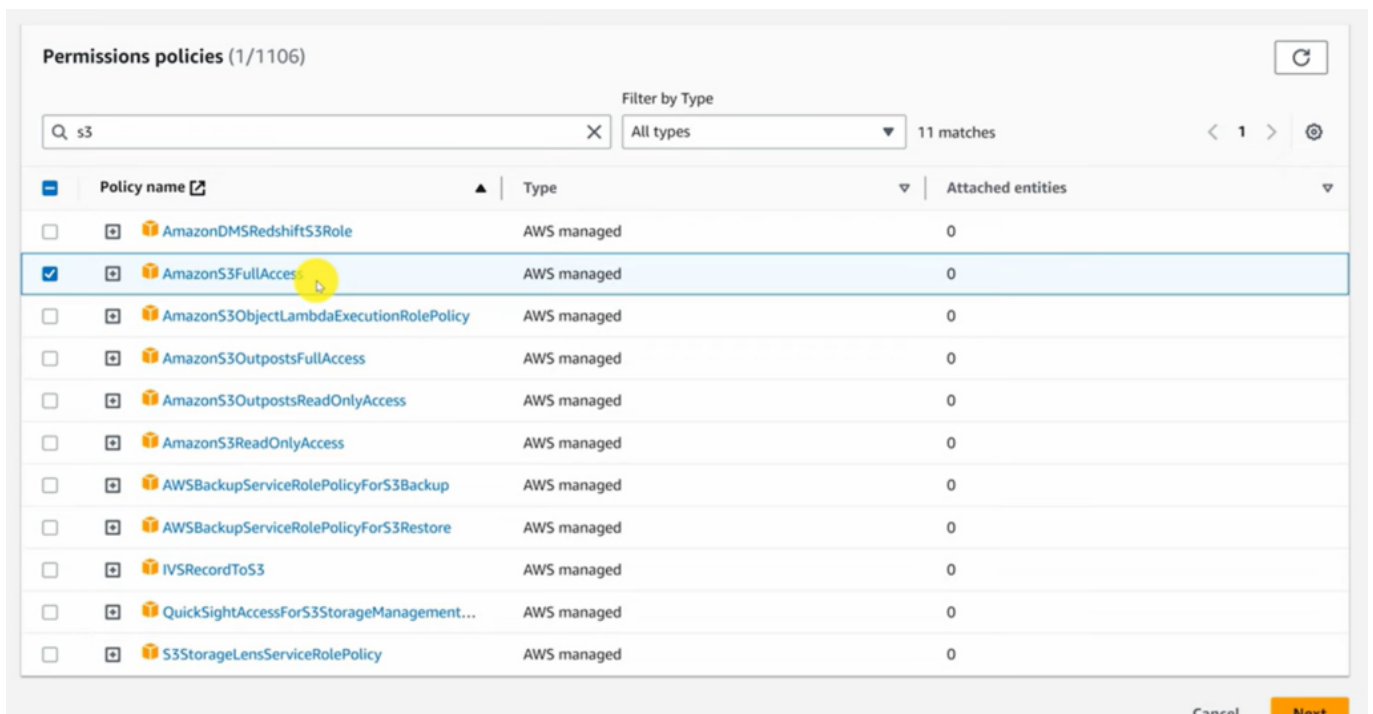 Permissions policies (1/1106)
Filter by Type
s3
All types
11 matches
1
Policy name Type Attached entities
AmazonDMSRedshiftS3Role AWS managed 0
AmazonS3FullAccess AWS managed 0
AmazonS3ObjectLambdaExecutionRolePolicy AWS managed 0
AmazonS3OutpostsFullAccess AWS managed 0
AmazonS3OutpostsReadOnlyAccess AWS managed 0
AmazonS3ReadOnlyAccess AWS managed 0
AWSBackupServiceRolePolicyForS3Backup AWS managed 0
AWSBackupServiceRolePolicyForS3Restore AWS managed 0
IVSRecordToS3 AWS managed 0
QuickSightAccessForS3StorageManagement... AWS managed 0
S3StorageLensServiceRolePolicy AWS managed 0
Cancel Next